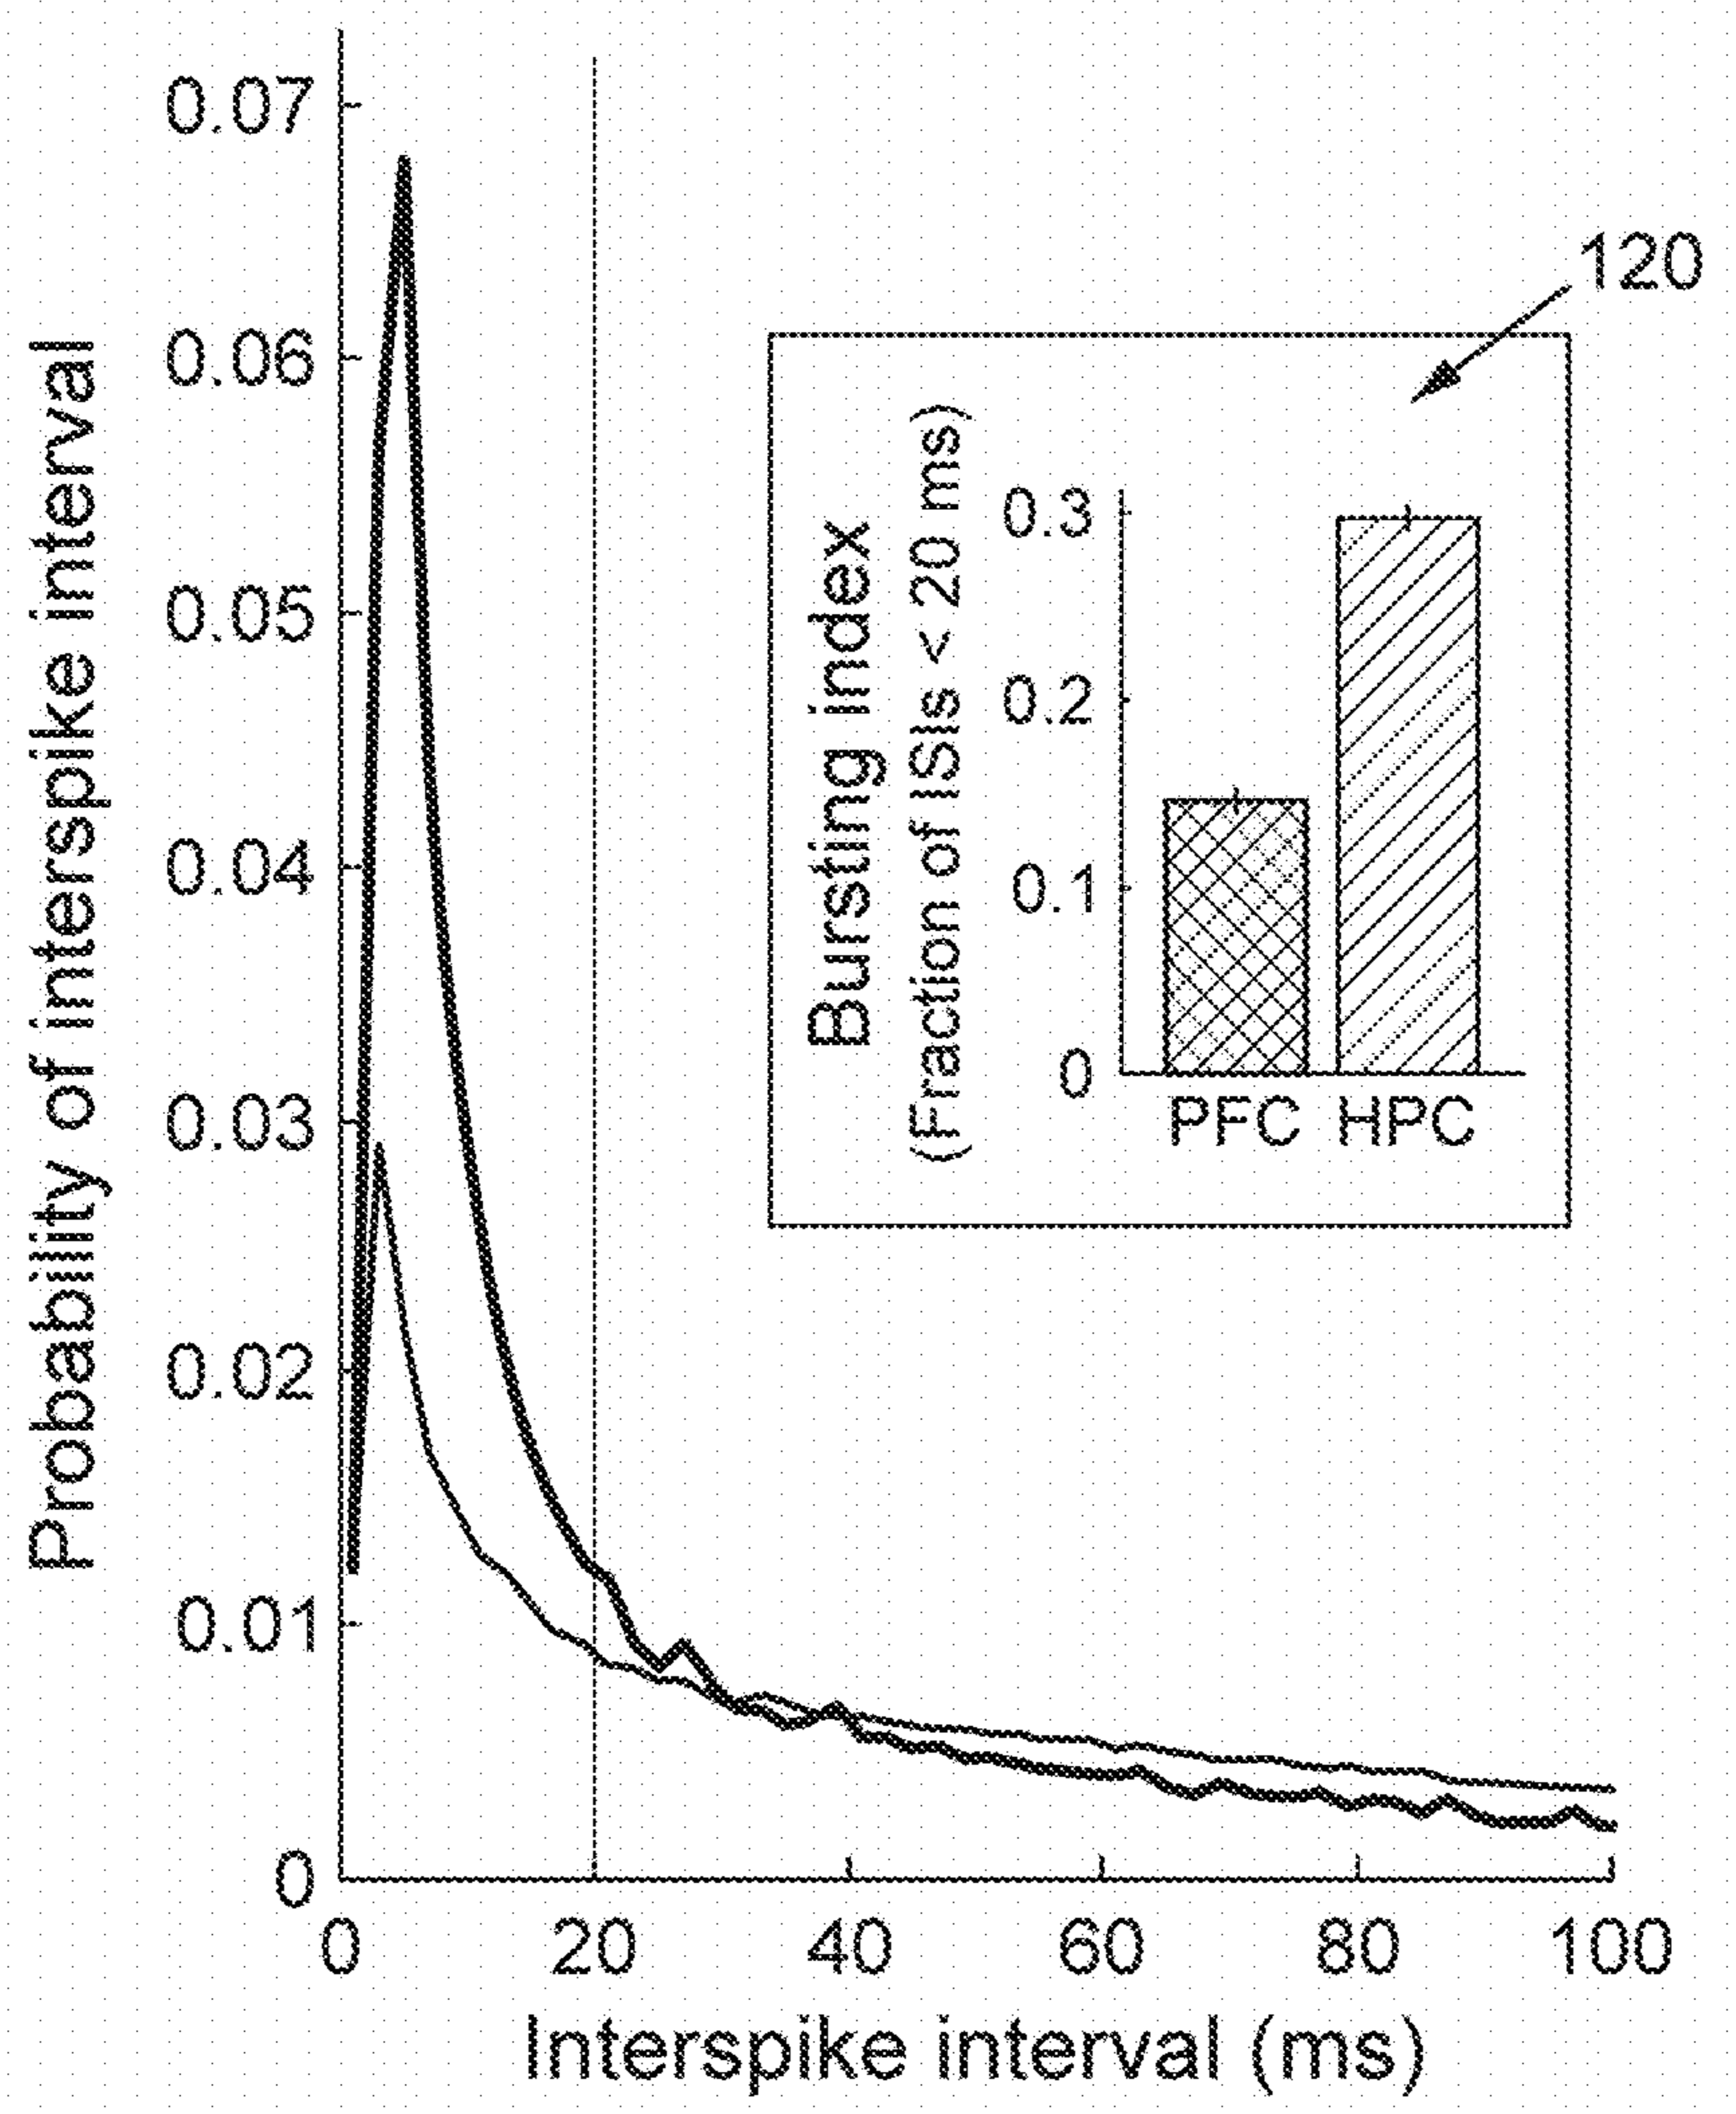 Probability of interspike interval
0.07
0.06
0.05
0.04
0.03
0.02
0.01
0
0 20 40 60 80 100
Interspike interval (ms)
120
Bursting index
(Fraction of ISIs < 20 ms)
0.3
0.2
0.1
0
PFC HPC